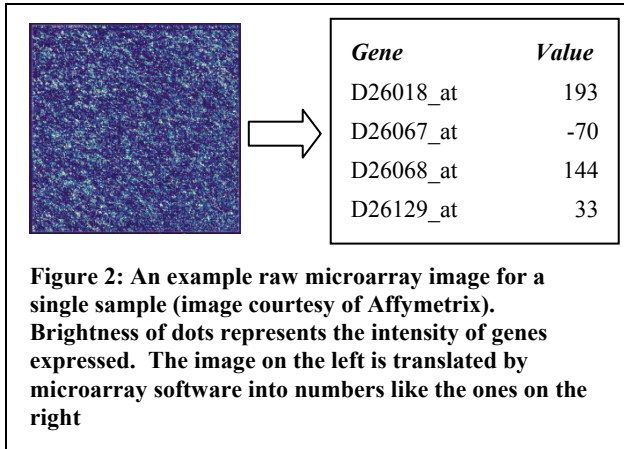 Gene Value
D26018_at 193
D26067_at -70
D26068_at 144
D26129_at 33
Figure 2: An example raw microarray image for a
single sample (image courtesy of Affymetrix).
Brightness of dots represents the intensity of genes
expressed. The image on the left is translated by
microarray software into numbers like the ones on the
right